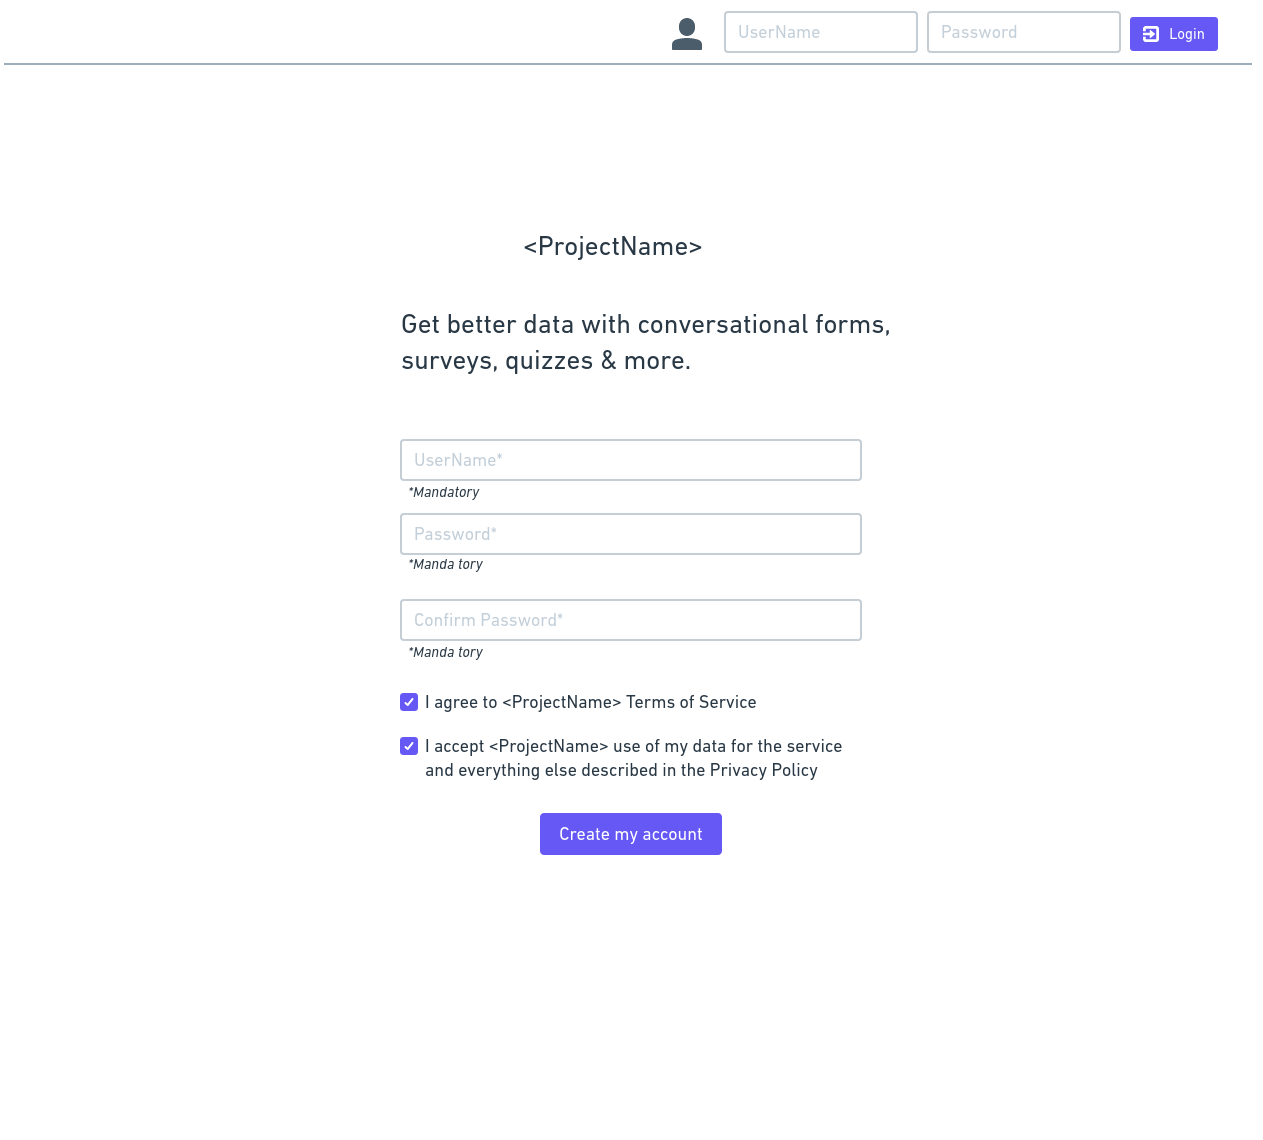 UserName
Password
Login
<ProjectName>
Get better data with conversational forms,
surveys, quizzes & more.
UserName*
*Mandatory
Password*
*Manda tory
Confirm Password*
*Manda tory
I agree to <ProjectName> Terms of Service
I accept <ProjectName> use of my data for the service
and everything else described in the Privacy Policy
Create my account